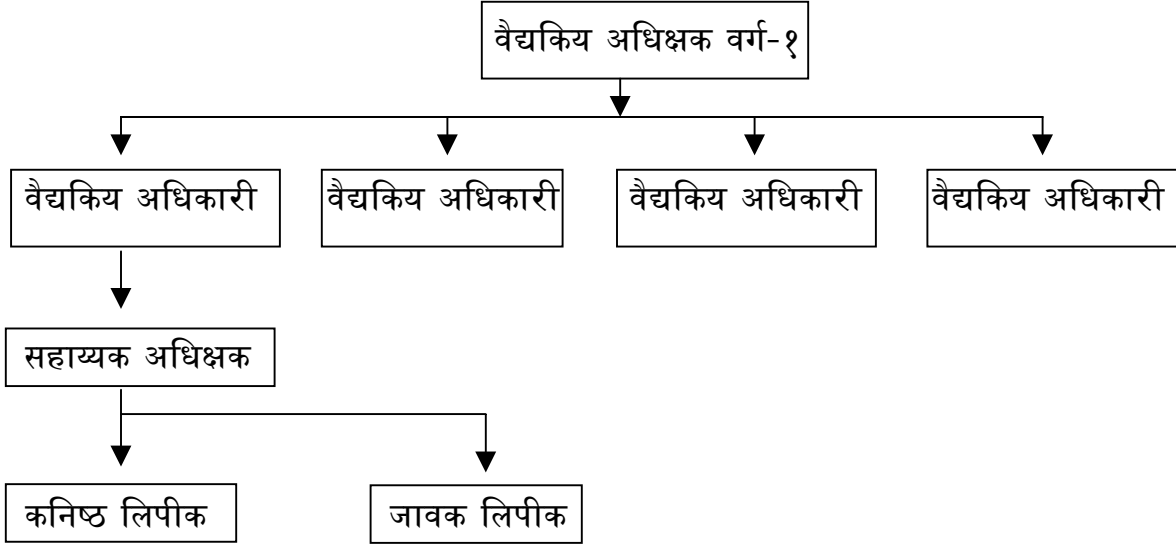 वैद्यकिय अधिक्षक वर्ग-१
वैद्यकिय अधिकारी
वैद्यकिय अधिकारी
वैद्यकिय अधिकारी
वैद्यकिय अधिकारी
सहाय्यक अधिक्षक
कनिष्ठ लिपीक
जावक लिपीक